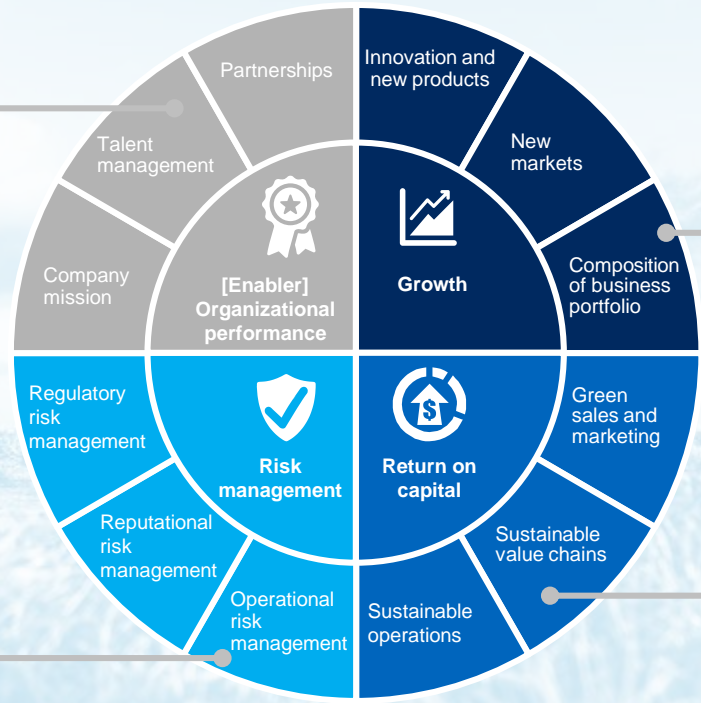 Partnerships
Talent
management
Company
mission
[Enabler]
Organizational
performance
Innovation and
new products
New
markets
Composition
of business
portfolio
Growth
Regulatory
risk
management
Reputational
risk
management
Operational
risk
management
Risk
management
Return on
capital
$
Green
sales and
marketing
Sustainable
value chains
Sustainable
operations